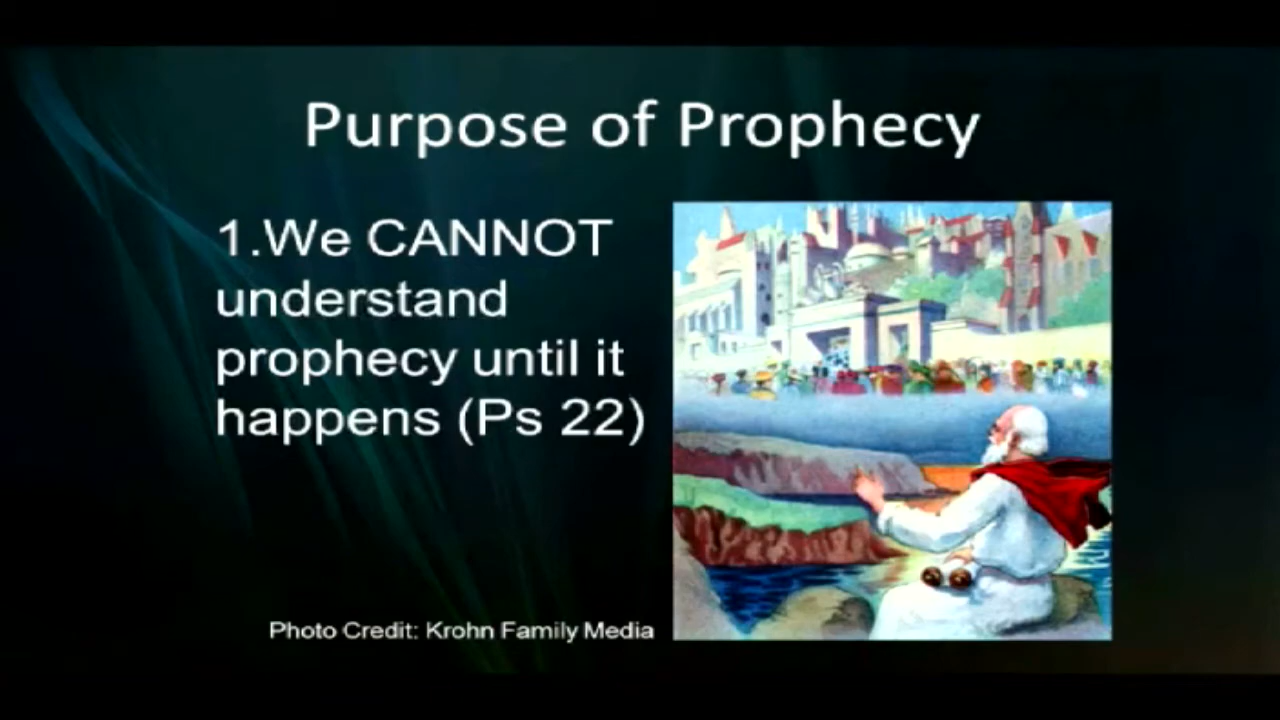 Purpose of Prophecy
1.We CANNOT
understand
prophecy until it
happens (Ps 22)
Photo Credit: Krohn Family Media